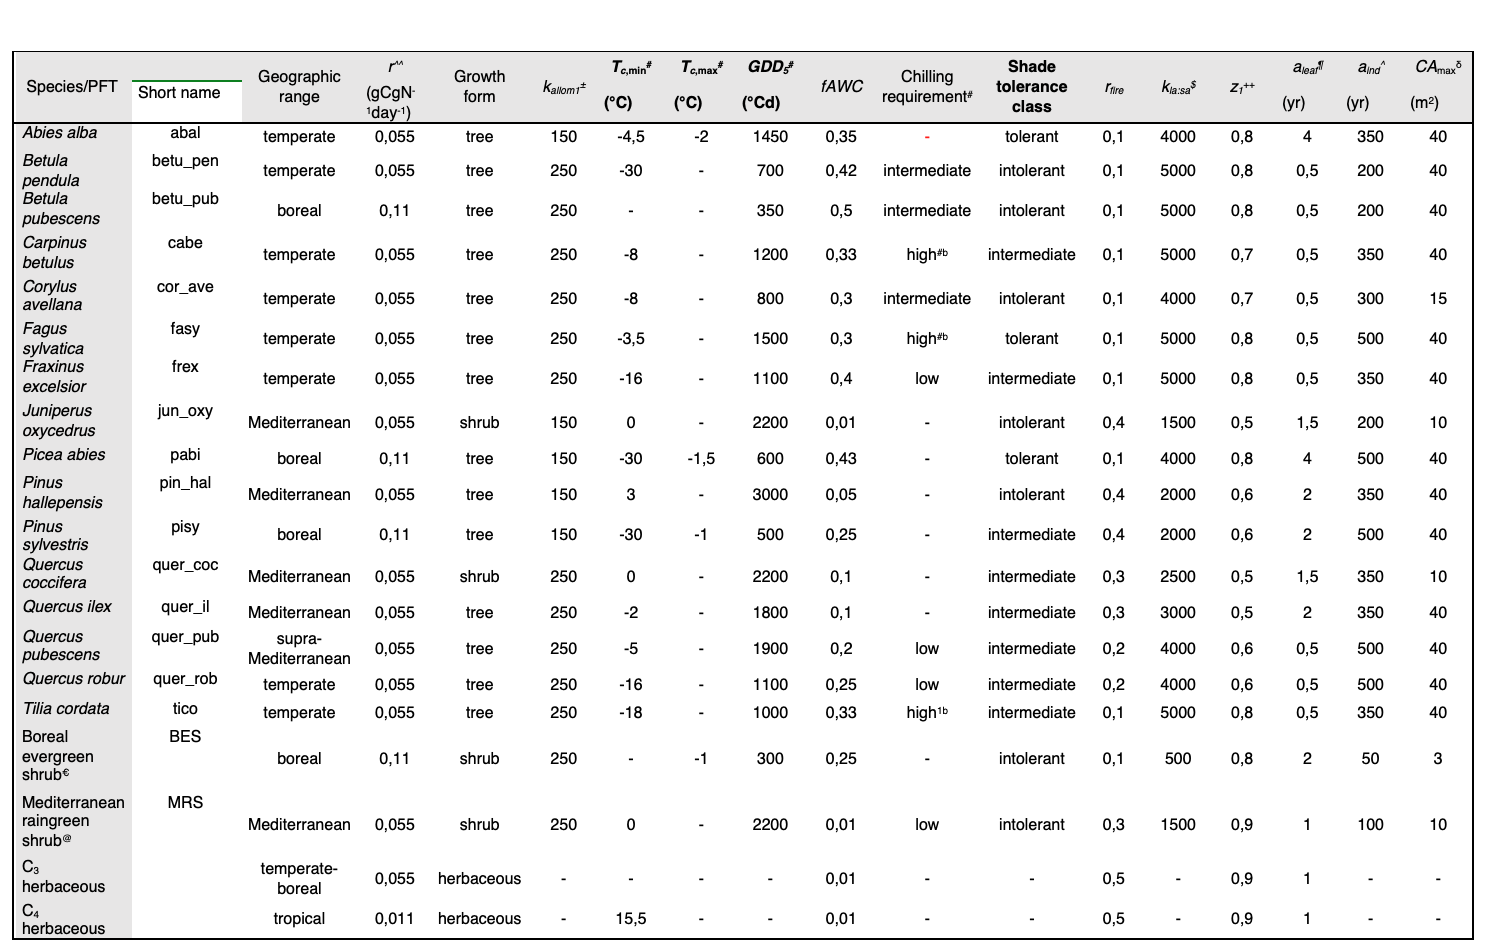 Species/PFT Short name Geographic range r^^ (gCgN-1day-1) Growth form kallom1± Tc,min# (°C) Tc,max# (°C) GDD5# (°Cd) fAWC Chilling requirement# Shade tolerance class rfire kla:sa$ z1++ aleaf¶ (yr) aind^ (yr) CAmaxδ (m2)
Abies alba abal temperate 0,055 tree 150 -4,5 -2 1450 0,35 - tolerant 0,1 4000 0,8 4 350 40
Betula pendula betu_pen temperate 0,055 tree 250 -30 - 700 0,42 intermediate intolerant 0,1 5000 0,8 0,5 200 40
Betula pubescens betu_pub boreal 0,11 tree 250 - - 350 0,5 intermediate intolerant 0,1 5000 0,8 0,5 200 40
Carpinus betulus cabe temperate 0,055 tree 250 -8 - 1200 0,33 high#b intermediate 0,1 5000 0,7 0,5 350 40
Corylus avellana cor_ave temperate 0,055 tree 250 -8 - 800 0,3 intermediate intolerant 0,1 4000 0,7 0,5 300 15
Fagus sylvatica fasy temperate 0,055 tree 250 -3,5 - 1500 0,3 high#b tolerant 0,1 5000 0,8 0,5 500 40
Fraxinus excelsior frex temperate 0,055 tree 250 -16 - 1100 0,4 low intermediate 0,1 5000 0,8 0,5 350 40
Juniperus oxycedrus jun_oxy Mediterranean 0,055 shrub 150 0 - 2200 0,01 - intolerant 0,4 1500 0,5 1,5 200 10
Picea abies pabi boreal 0,11 tree 150 -30 -1,5 600 0,43 - tolerant 0,1 4000 0,8 4 500 40
Pinus hallepensis pin_hal Mediterranean 0,055 tree 150 3 - 3000 0,05 - intolerant 0,4 2000 0,6 2 350 40
Pinus sylvestris pisy boreal 0,11 tree 150 -30 -1 500 0,25 - intermediate 0,4 2000 0,6 2 500 40
Quercus coccifera quer_coc Mediterranean 0,055 shrub 250 0 - 2200 0,1 - intermediate 0,3 2500 0,5 1,5 350 10
Quercus ilex quer_il Mediterranean 0,055 tree 250 -2 - 1800 0,1 - intermediate 0,3 3000 0,5 2 350 40
Quercus pubescens quer_pub supra-Mediterranean 0,055 tree 250 -5 - 1900 0,2 low intermediate 0,2 4000 0,6 0,5 500 40
Quercus robur quer_rob temperate 0,055 tree 250 -16 - 1100 0,25 low intermediate 0,2 4000 0,6 0,5 500 40
Tilia cordata tico temperate 0,055 tree 250 -18 - 1000 0,33 high1b intermediate 0,1 5000 0,8 0,5 350 40
Boreal evergreen shrub€ BES boreal 0,11 shrub 250 - -1 300 0,25 - intolerant 0,1 500 0,8 2 50 3
Mediterranean raingreen shrub@ MRS Mediterranean 0,055 shrub 250 0 - 2200 0,01 low intolerant 0,3 1500 0,9 1 100 10
C3 herbaceous temperate-boreal 0,055 herbaceous - - - - 0,01 - - 0,5 - 0,9 1 - -
C4 herbaceous tropical 0,011 herbaceous - 15,5 - - 0,01 - - 0,5 - 0,9 1 - -